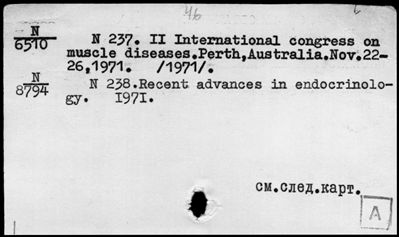 46
N
6510
N 237. II International congress on
muscle diseases.Perth,Australia.Nov.22-
26,1971. /1971/.
N
8794
N 238.Recent advances in endocrinolo-
gy. I97I.
см.след.карт.
A